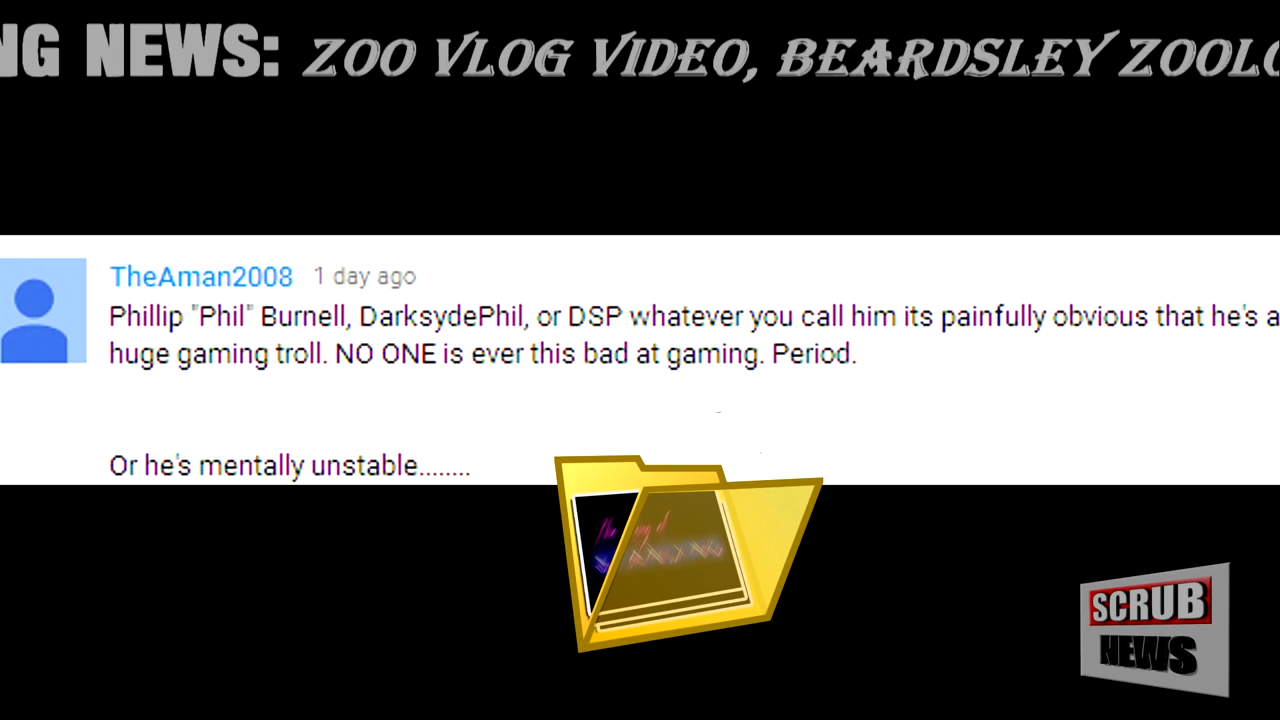 NG NEWS: ZOO VLOG VIDEO, BEARDSLEY ZOOLO
TheAman2008 1 day ago
Phillip "Phil" Burnell, DarksydePhil, or DSP whatever you call him its painfully obvious that he's a
huge gaming troll. NO ONE is ever this bad at gaming. Period.
Or he's mentally unstable........
SCRUB
NEWS